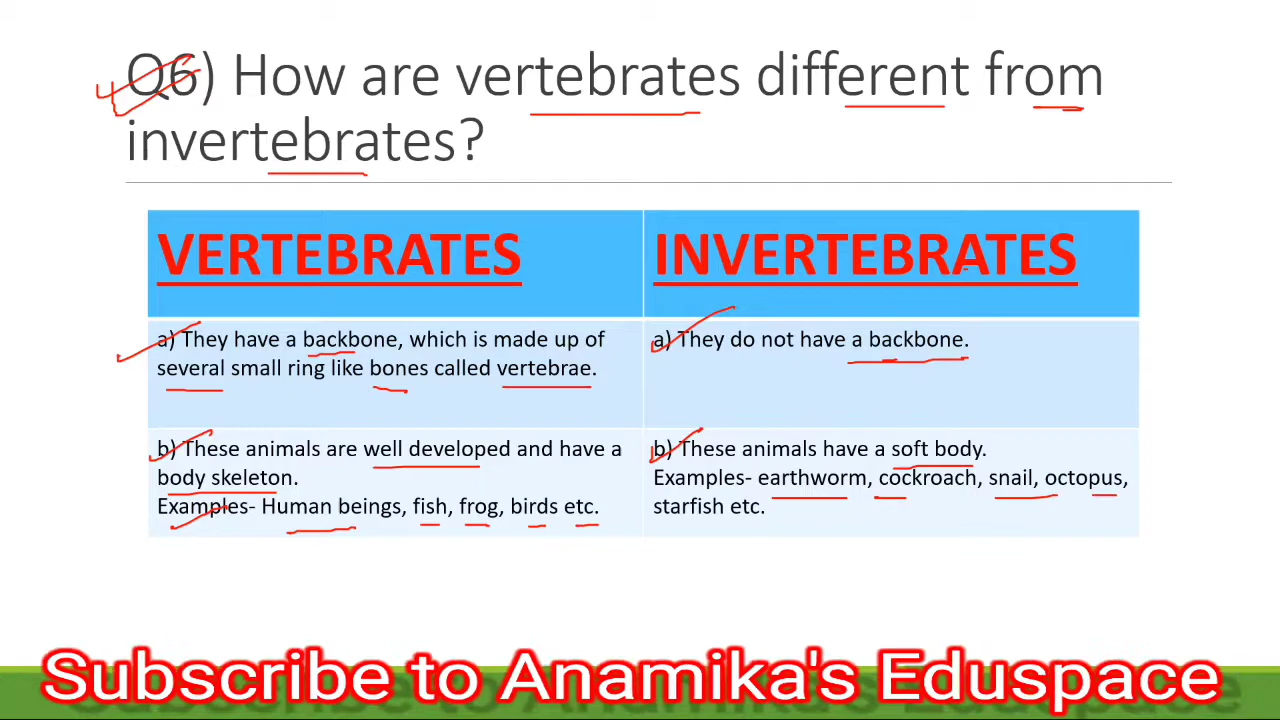 Q6) How are vertebrates different from
invertebrates?
VERTEBRATES
INVERTEBRATES
a) They have a backbone, which is made up of
several small ring like bones called vertebrae.
a) They do not have a backbone.
b) These animals are well developed and have a
body skeleton.
Examples- Human beings, fish, frog, birds etc.
b) These animals have a soft body.
Examples- earthworm, cockroach, snail, octopus,
starfish etc.
Subscribe to Anamika's Eduspace